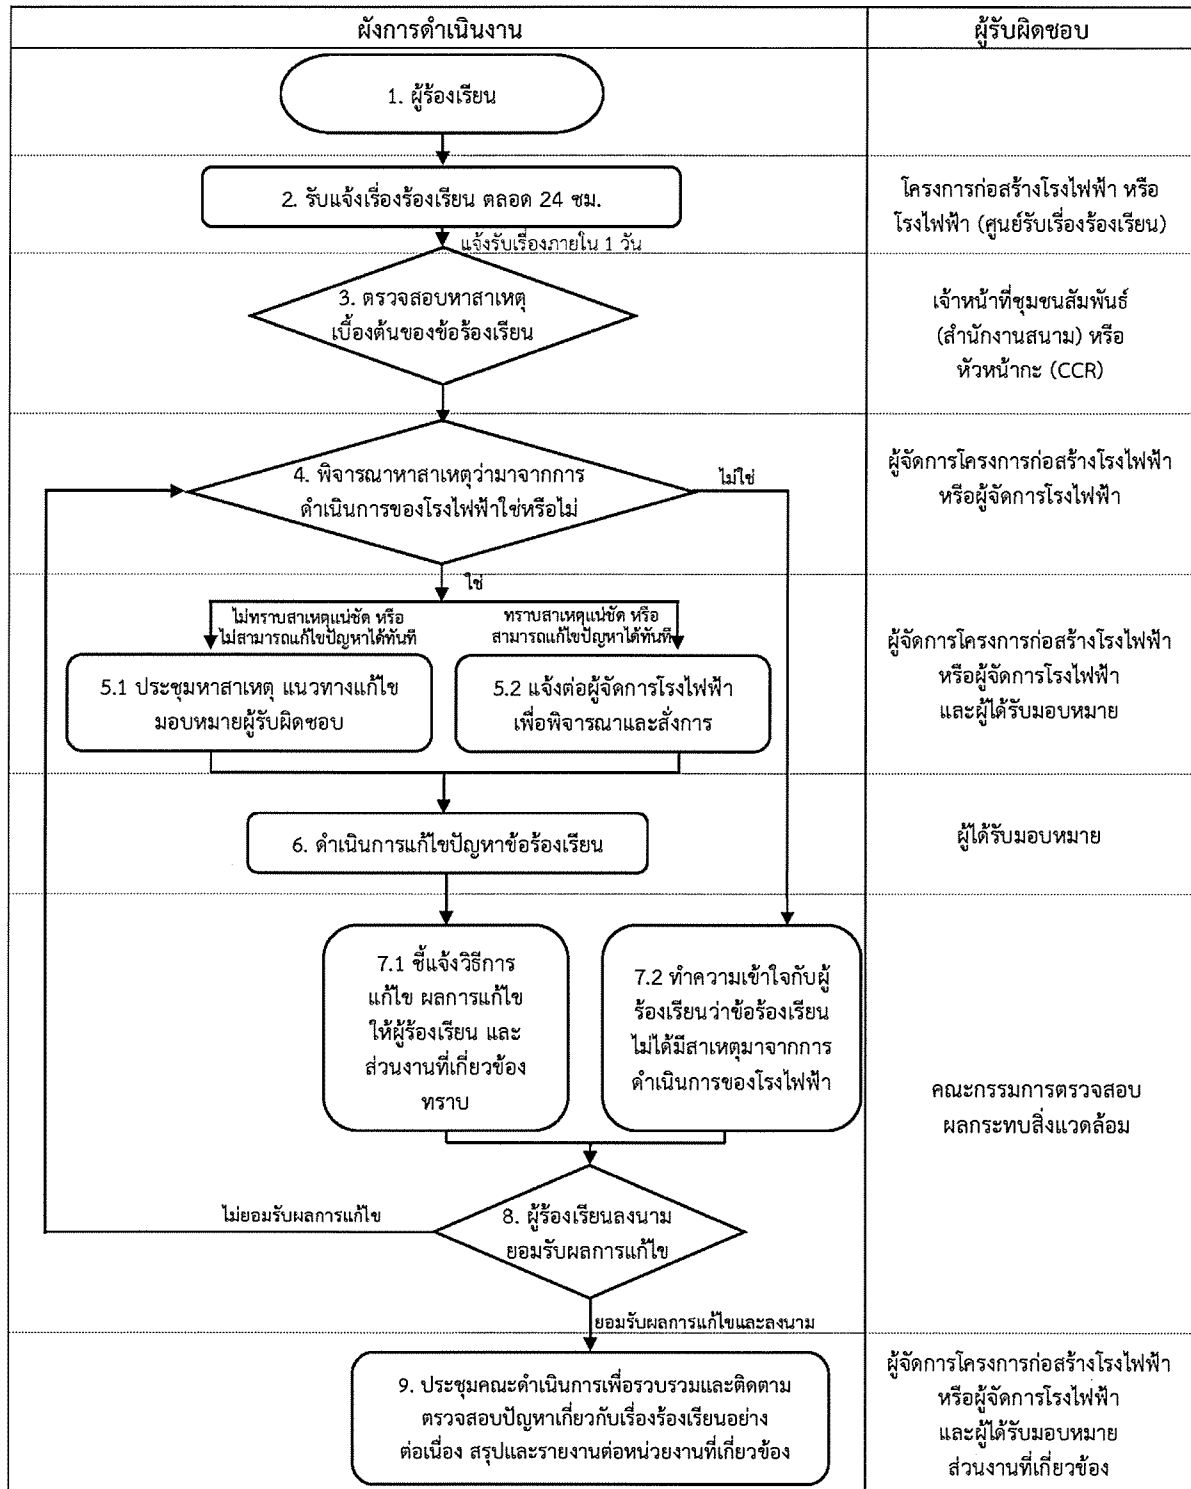 ผังการดำเนินงาน
ผู้รับผิดชอบ
1. ผู้ร้องเรียน
2. รับแจ้งเรื่องร้องเรียน ตลอด 24 ซม.
โครงการก่อสร้างโรงไฟฟ้า หรือ
โรงไฟฟ้า (ศูนย์รับเรื่องร้องเรียน)
แจ้งรับเรื่องภายใน 1 วัน
3. ตรวจสอบหาสาเหตุ
เบื้องต้นของข้อร้องเรียน
เจ้าหน้าที่ชุมชนสัมพันธ์
(สำนักงานสนาม) หรือ
หัวหน้ากะ (CCR)
4. พิจารณาหาสาเหตุว่ามาจากการ
ดำเนินการของโรงไฟฟ้าใช่หรือไม่
ไม่ใช่
ผู้จัดการโครงการก่อสร้างโรงไฟฟ้า
หรือผู้จัดการโรงไฟฟ้า
ใช่
ไม่ทราบสาเหตุแน่ชัด หรือ
ไม่สามารถแก้ไขปัญหาได้ทันที
ทราบสาเหตุแน่ชัด หรือ
สามารถแก้ไขปัญหาได้ทันที
5.1 ประชุมหาสาเหตุ แนวทางแก้ไข
มอบหมายผู้รับผิดชอบ
5.2 แจ้งต่อผู้จัดการโรงไฟฟ้า
เพื่อพิจารณาและสั่งการ
ผู้จัดการโครงการก่อสร้างโรงไฟฟ้า
หรือผู้จัดการโรงไฟฟ้า
และผู้ได้รับมอบหมาย
6. ดำเนินการแก้ไขปัญหาข้อร้องเรียน
ผู้ได้รับมอบหมาย
7.1 ชี้แจ้งวิธีการ
แก้ไข ผลการแก้ไข
ให้ผู้ร้องเรียน และ
ส่วนงานที่เกี่ยวข้อง
ทราบ
7.2 ทำความเข้าใจกับผู้
ร้องเรียนว่าข้อร้องเรียน
ไม่ได้มีสาเหตุมาจากการ
ดำเนินการของโรงไฟฟ้า
คณะกรรมการตรวจสอบ
ผลกระทบสิ่งแวดล้อม
ไม่ยอมรับผลการแก้ไข
8. ผู้ร้องเรียนลงนาม
ยอมรับผลการแก้ไข
ยอมรับผลการแก้ไขและลงนาม
9. ประชุมคณะดำเนินการเพื่อรวบรวมและติดตาม
ตรวจสอบปัญหาเกี่ยวกับเรื่องร้องเรียนอย่าง
ต่อเนื่อง สรุปและรายงานต่อหน่วยงานที่เกี่ยวข้อง
ผู้จัดการโครงการก่อสร้างโรงไฟฟ้า
หรือผู้จัดการโรงไฟฟ้า
และผู้ได้รับมอบหมาย
ส่วนงานที่เกี่ยวข้อง